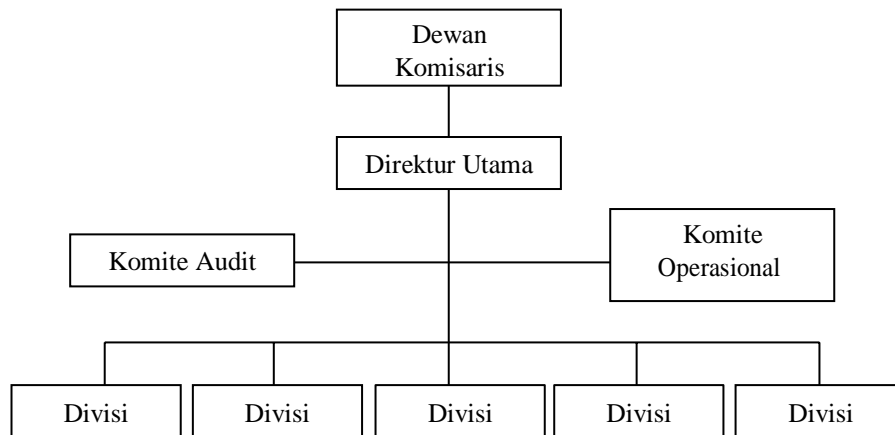 Dewan
Komisaris
Direktur Utama
Komite Audit
Komite
Operasional
Divisi
Divisi
Divisi
Divisi
Divisi